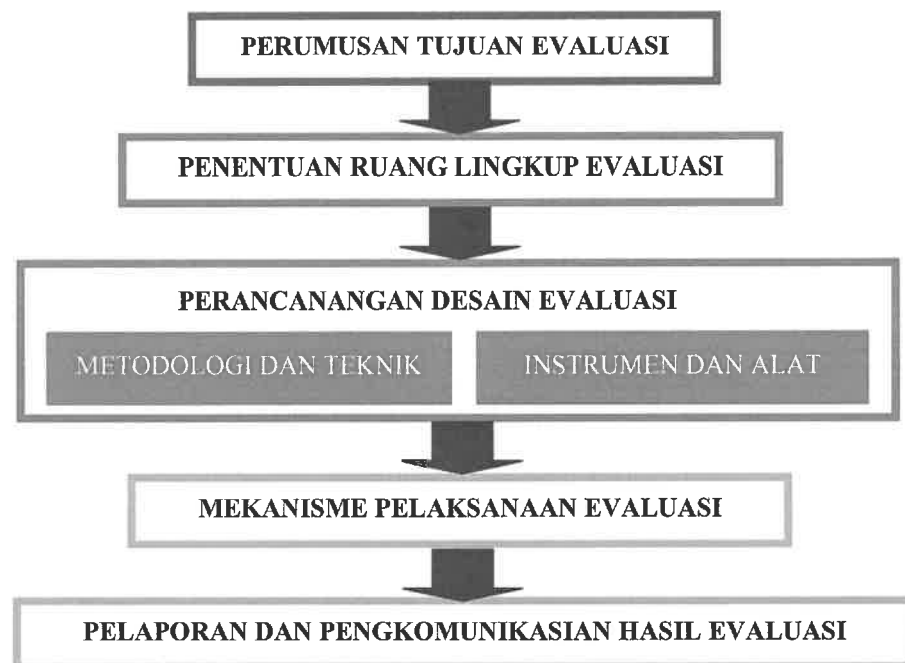 PERUMUSAN TUJUAN EVALUASI
PENENTUAN RUANG LINGKUP EVALUASI
PERANCANANGAN DESAIN EVALUASI
METODOLOGI DAN TEKNIK
INSTRUMEN DAN ALAT
MEKANISME PELAKSANAAN EVALUASI
PELAPORAN DAN PENGKOMUNIKASIAN HASIL EVALUASI